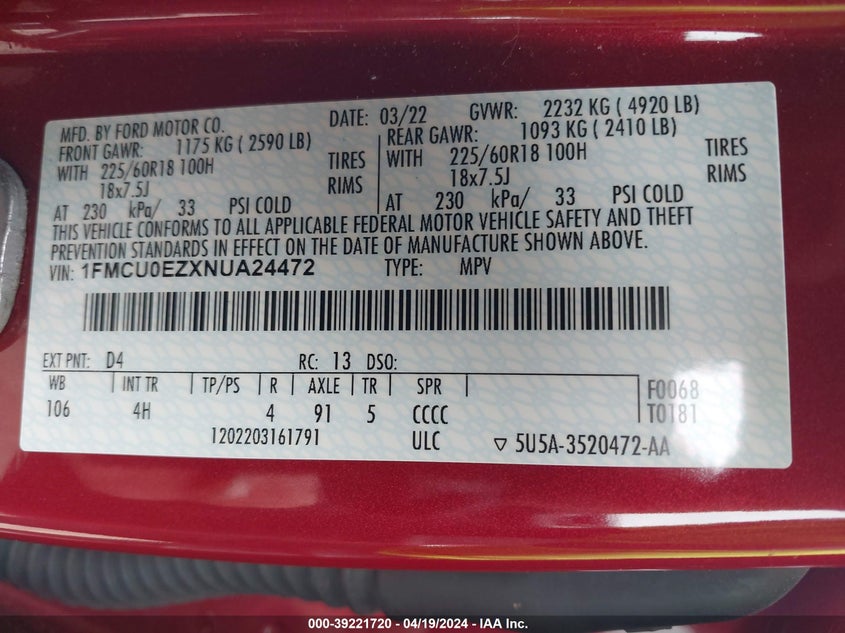 MFD. BY FORD MOTOR CO. DATE: 03/22 GVWR: 2232 KG ( 4920 LB)
FRONT GAWR: 1175 KG ( 2590 LB) REAR GAWR: 1093 KG ( 2410 LB)
WITH 225/60R18 100H TIRES WITH 225/60R18 100H TIRES
18x7.5J RIMS 18x7.5J RIMS
AT 230 kPa/ 33 PSI COLD AT 230 kPa/ 33 PSI COLD
THIS VEHICLE CONFORMS TO ALL APPLICABLE FEDERAL MOTOR VEHICLE SAFETY AND THEFT
PREVENTION STANDARDS IN EFFECT ON THE DATE OF MANUFACTURE SHOWN ABOVE.
VIN: 1FMCU0EZXNUA24472 TYPE: MPV
EXT PNT: D4 RC: 13 DSO:
WB INT TR TP/PS R AXLE TR SPR F0068
106 4H 4 91 5 CCCC T0181
1202203161791 ULC ▽ 5U5A-3520472-AA
000-39221720 - 04/19/2024 - IAA Inc.